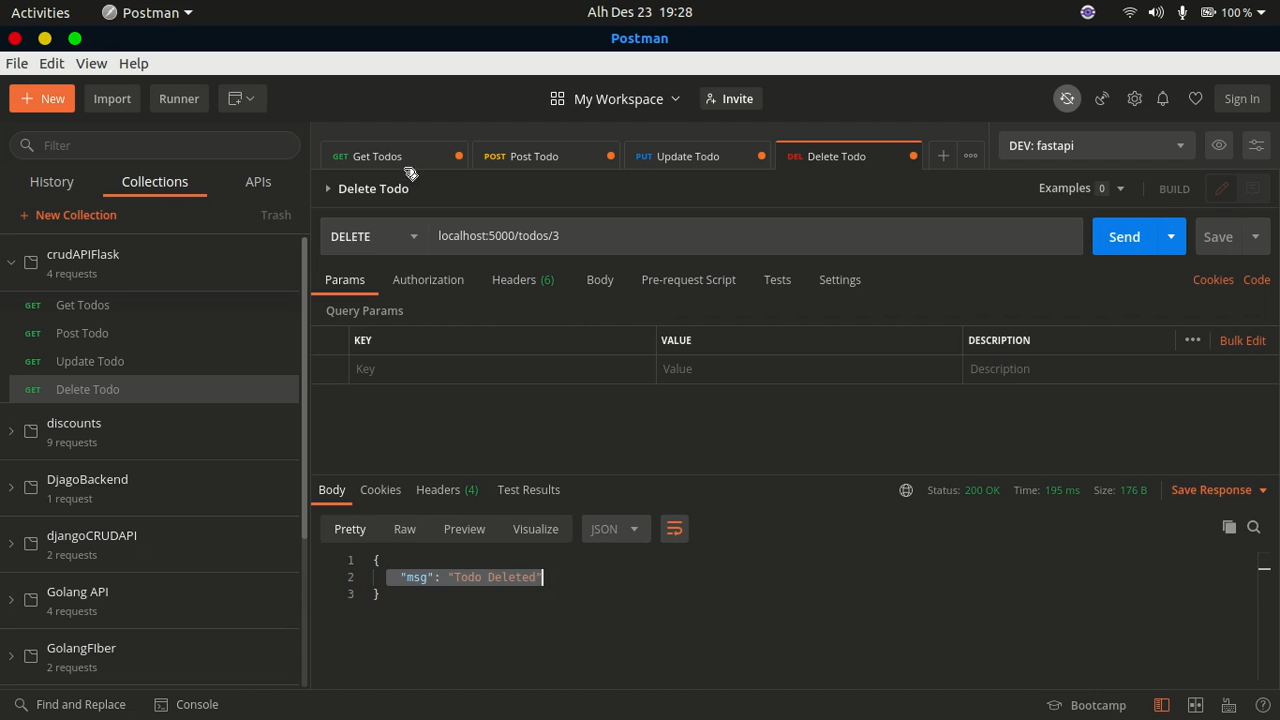 Activities Postman Alh Des 23 19:28 100 %
Postman
File Edit View Help
New Import Runner My Workspace Invite Sign In
Filter
GET Get Todos POST Post Todo PUT Update Todo DEL Delete Todo DEV: fastapi
History Collections APIs
Delete Todo Examples 0 BUILD
+ New Collection Trash
DELETE localhost:5000/todos/3 Send Save
crudAPIFlask
4 requests
Params Authorization Headers (6) Body Pre-request Script Tests Settings Cookies Code
GET Get Todos
Query Params
GET Post Todo
KEY VALUE DESCRIPTION Bulk Edit
GET Update Todo
Key Value Description
GET Delete Todo
discounts
9 requests
DjagoBackend
1 request
Body Cookies Headers (4) Test Results Status: 200 OK Time: 195 ms Size: 176 B Save Response
Pretty Raw Preview Visualize JSON
djangoCRUDAPI
2 requests
1 {
2 "msg": "Todo Deleted"
3 }
Golang API
4 requests
GolangFIber
2 requests
Find and Replace Console Bootcamp